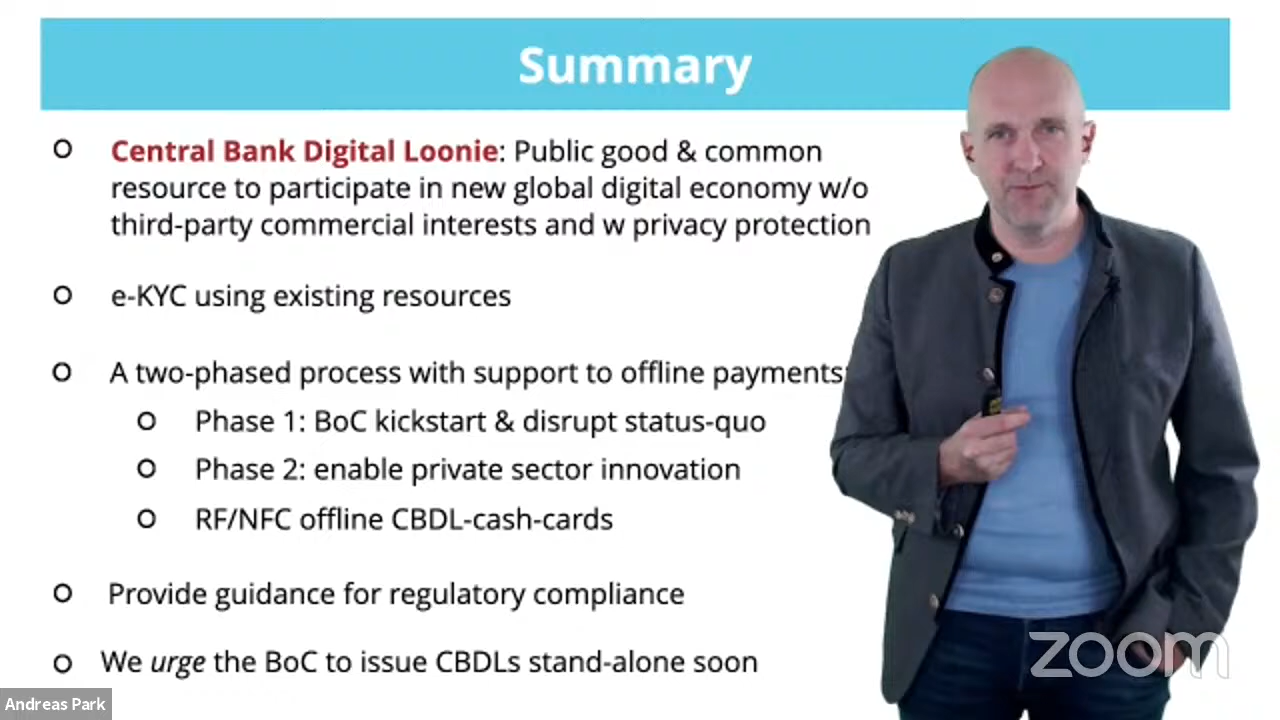 Summary
Central Bank Digital Loonie: Public good & common
resource to participate in new global digital economy w/o
third-party commercial interests and w privacy protection
e-KYC using existing resources
A two-phased process with support to offline payments:
Phase 1: BoC kickstart & disrupt status-quo
Phase 2: enable private sector innovation
RF/NFC offline CBDL-cash-cards
Provide guidance for regulatory compliance
We urge the BoC to issue CBDLs stand-alone soon
zoom
Andreas Park